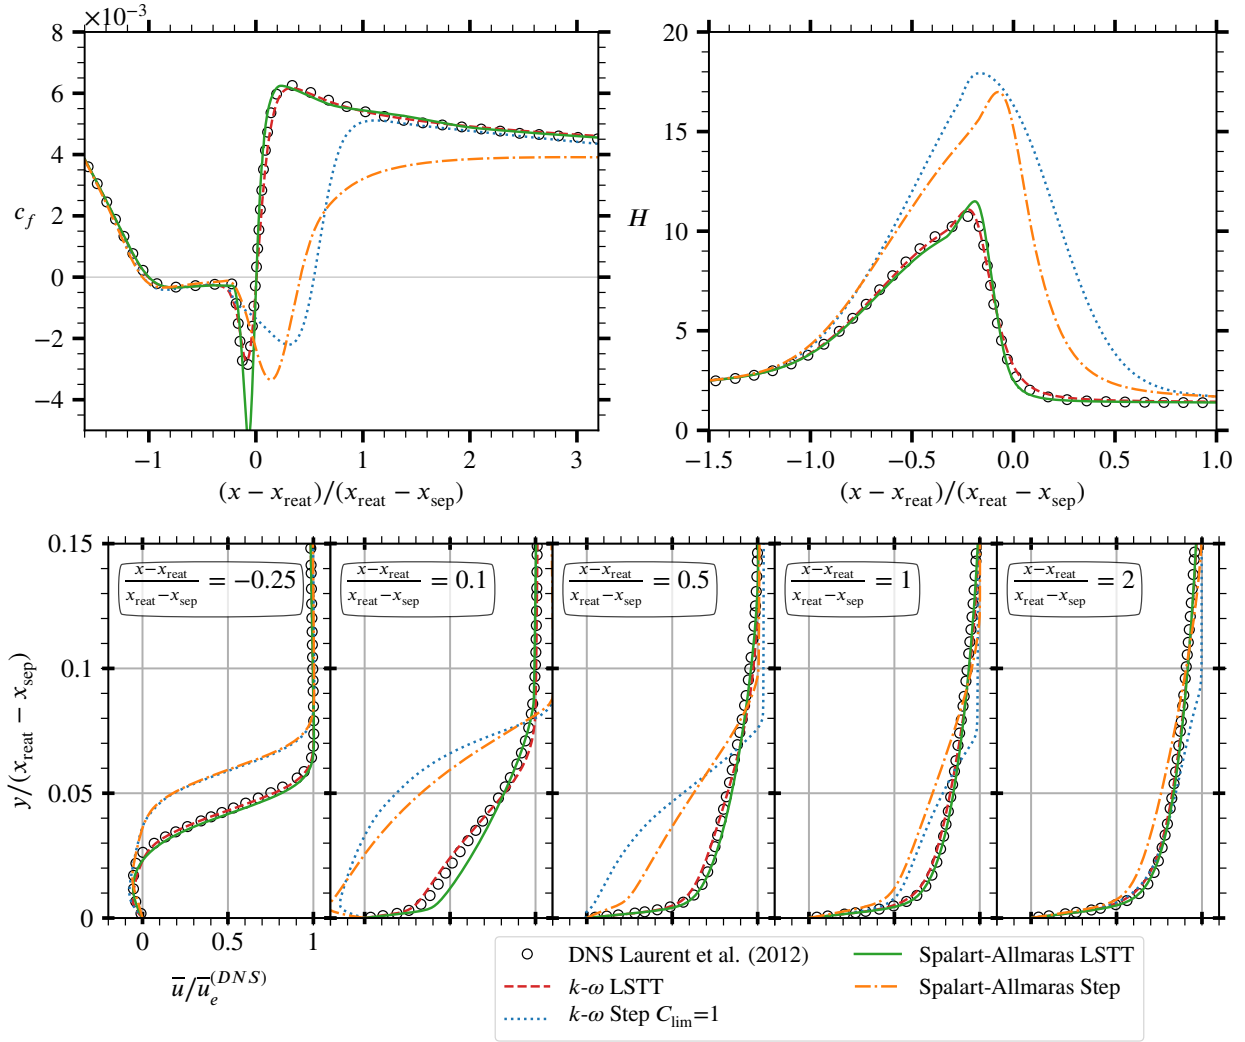 ×10⁻³
8
6
4
2
0
−2
−4
c_f
−1 0 1 2 3
(x − x_reat)/(x_reat − x_sep)
20
15
10
5
0
H
−1.5 −1.0 −0.5 0.0 0.5 1.0
(x − x_reat)/(x_reat − x_sep)
0.15
0.1
0.05
0
y/(x_reat − x_sep)
x−x_reat / x_reat−x_sep = −0.25
x−x_reat / x_reat−x_sep = 0.1
x−x_reat / x_reat−x_sep = 0.5
x−x_reat / x_reat−x_sep = 1
x−x_reat / x_reat−x_sep = 2
0 0.5 1
u̅/u̅_e^(DNS)
DNS Laurent et al. (2012)
k-ω LSTT
k-ω Step C_lim=1
Spalart-Allmaras LSTT
Spalart-Allmaras Step